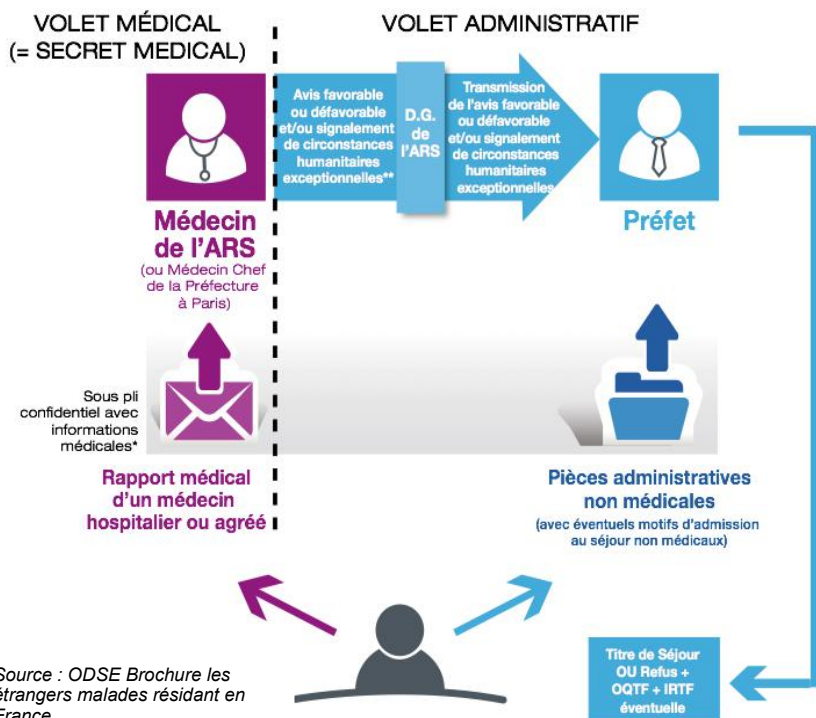 VOLET MÉDICAL
(= SECRET MEDICAL)
VOLET ADMINISTRATIF
Avis favorable
ou défavorable
et/ou signalement
de circonstances
humanitaires
exceptionnelles**
D.G.
de
l'ARS
Transmission
de l'avis favorable
ou défavorable
et/ou signalement
de circonstances
humanitaires
exceptionnelles
Médecin
de l'ARS
(ou Médecin Chef
de la Préfecture
à Paris)
Préfet
Sous pli
confidentiel avec
informations
médicales*
Rapport médical
d'un médecin
hospitalier ou agréé
Pièces administratives
non médicales
(avec éventuels motifs d'admission
au séjour non médicaux)
Titre de Séjour
OU Refus +
OQTF + IRTF
éventuelle
Source : ODSE Brochure les
étrangers malades résidant en
France